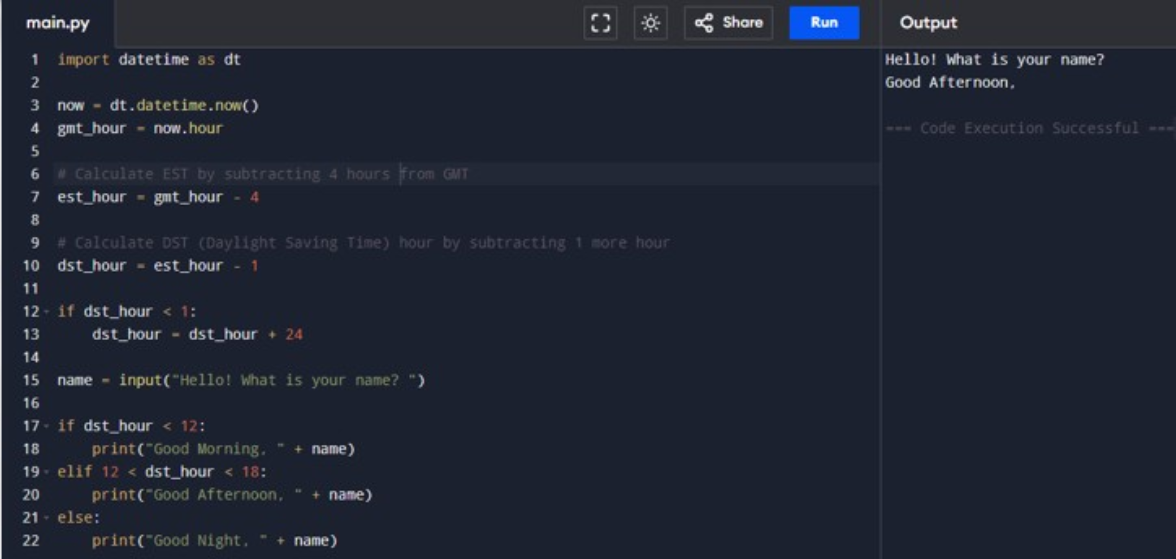 main.py
Share
Run
Output
1 import datetime as dt
2
3 now = dt.datetime.now()
4 gmt_hour = now.hour
5
6 # Calculate EST by subtracting 4 hours from GMT
7 est_hour = gmt_hour - 4
8
9 # Calculate DST (Daylight Saving Time) hour by subtracting 1 more hour
10 dst_hour = est_hour - 1
11
12 if dst_hour < 1:
13     dst_hour = dst_hour + 24
14
15 name = input("Hello! What is your name? ")
16
17 if dst_hour < 12:
18     print("Good Morning, " + name)
19 elif 12 < dst_hour < 18:
20     print("Good Afternoon, " + name)
21 else:
22     print("Good Night, " + name)
Hello! What is your name?
Good Afternoon,
=== Code Execution Successful ===